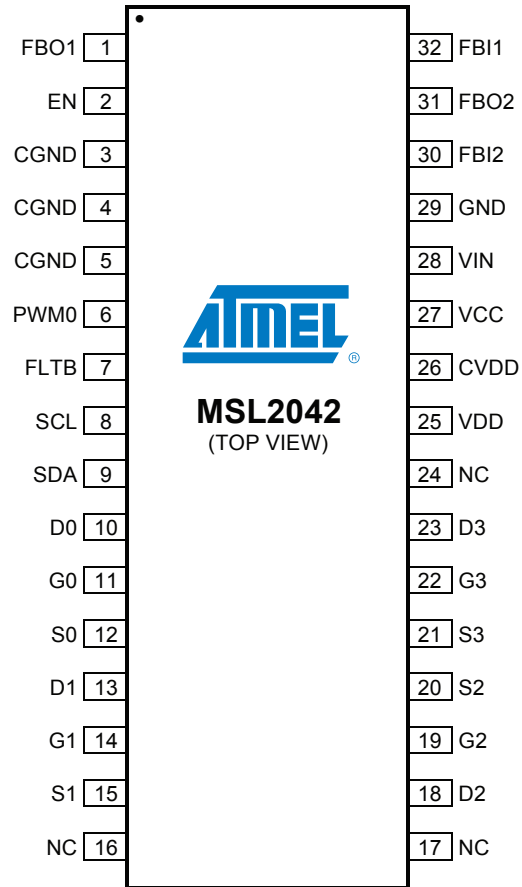 FBO1 1 32 FBI1
EN 2 31 FBO2
CGND 3 30 FBI2
CGND 4 29 GND
CGND 5 28 VIN
PWM0 6 27 VCC
FLTB 7 26 CVDD
SCL 8 25 VDD
SDA 9 24 NC
D0 10 23 D3
G0 11 22 G3
S0 12 21 S3
D1 13 20 S2
G1 14 19 G2
S1 15 18 D2
NC 16 17 NC
ATMEL ®
MSL2042
(TOP VIEW)